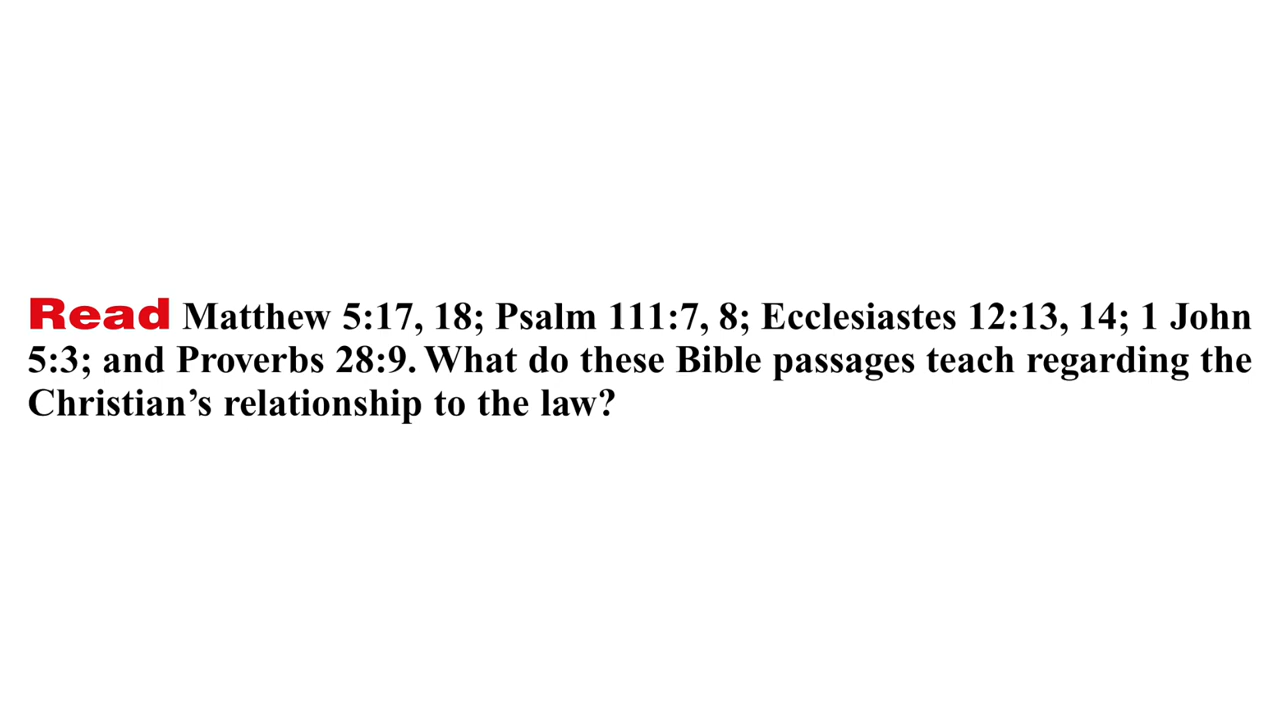 Read Matthew 5:17, 18; Psalm 111:7, 8; Ecclesiastes 12:13, 14; 1 John
5:3; and Proverbs 28:9. What do these Bible passages teach regarding the
Christian’s relationship to the law?